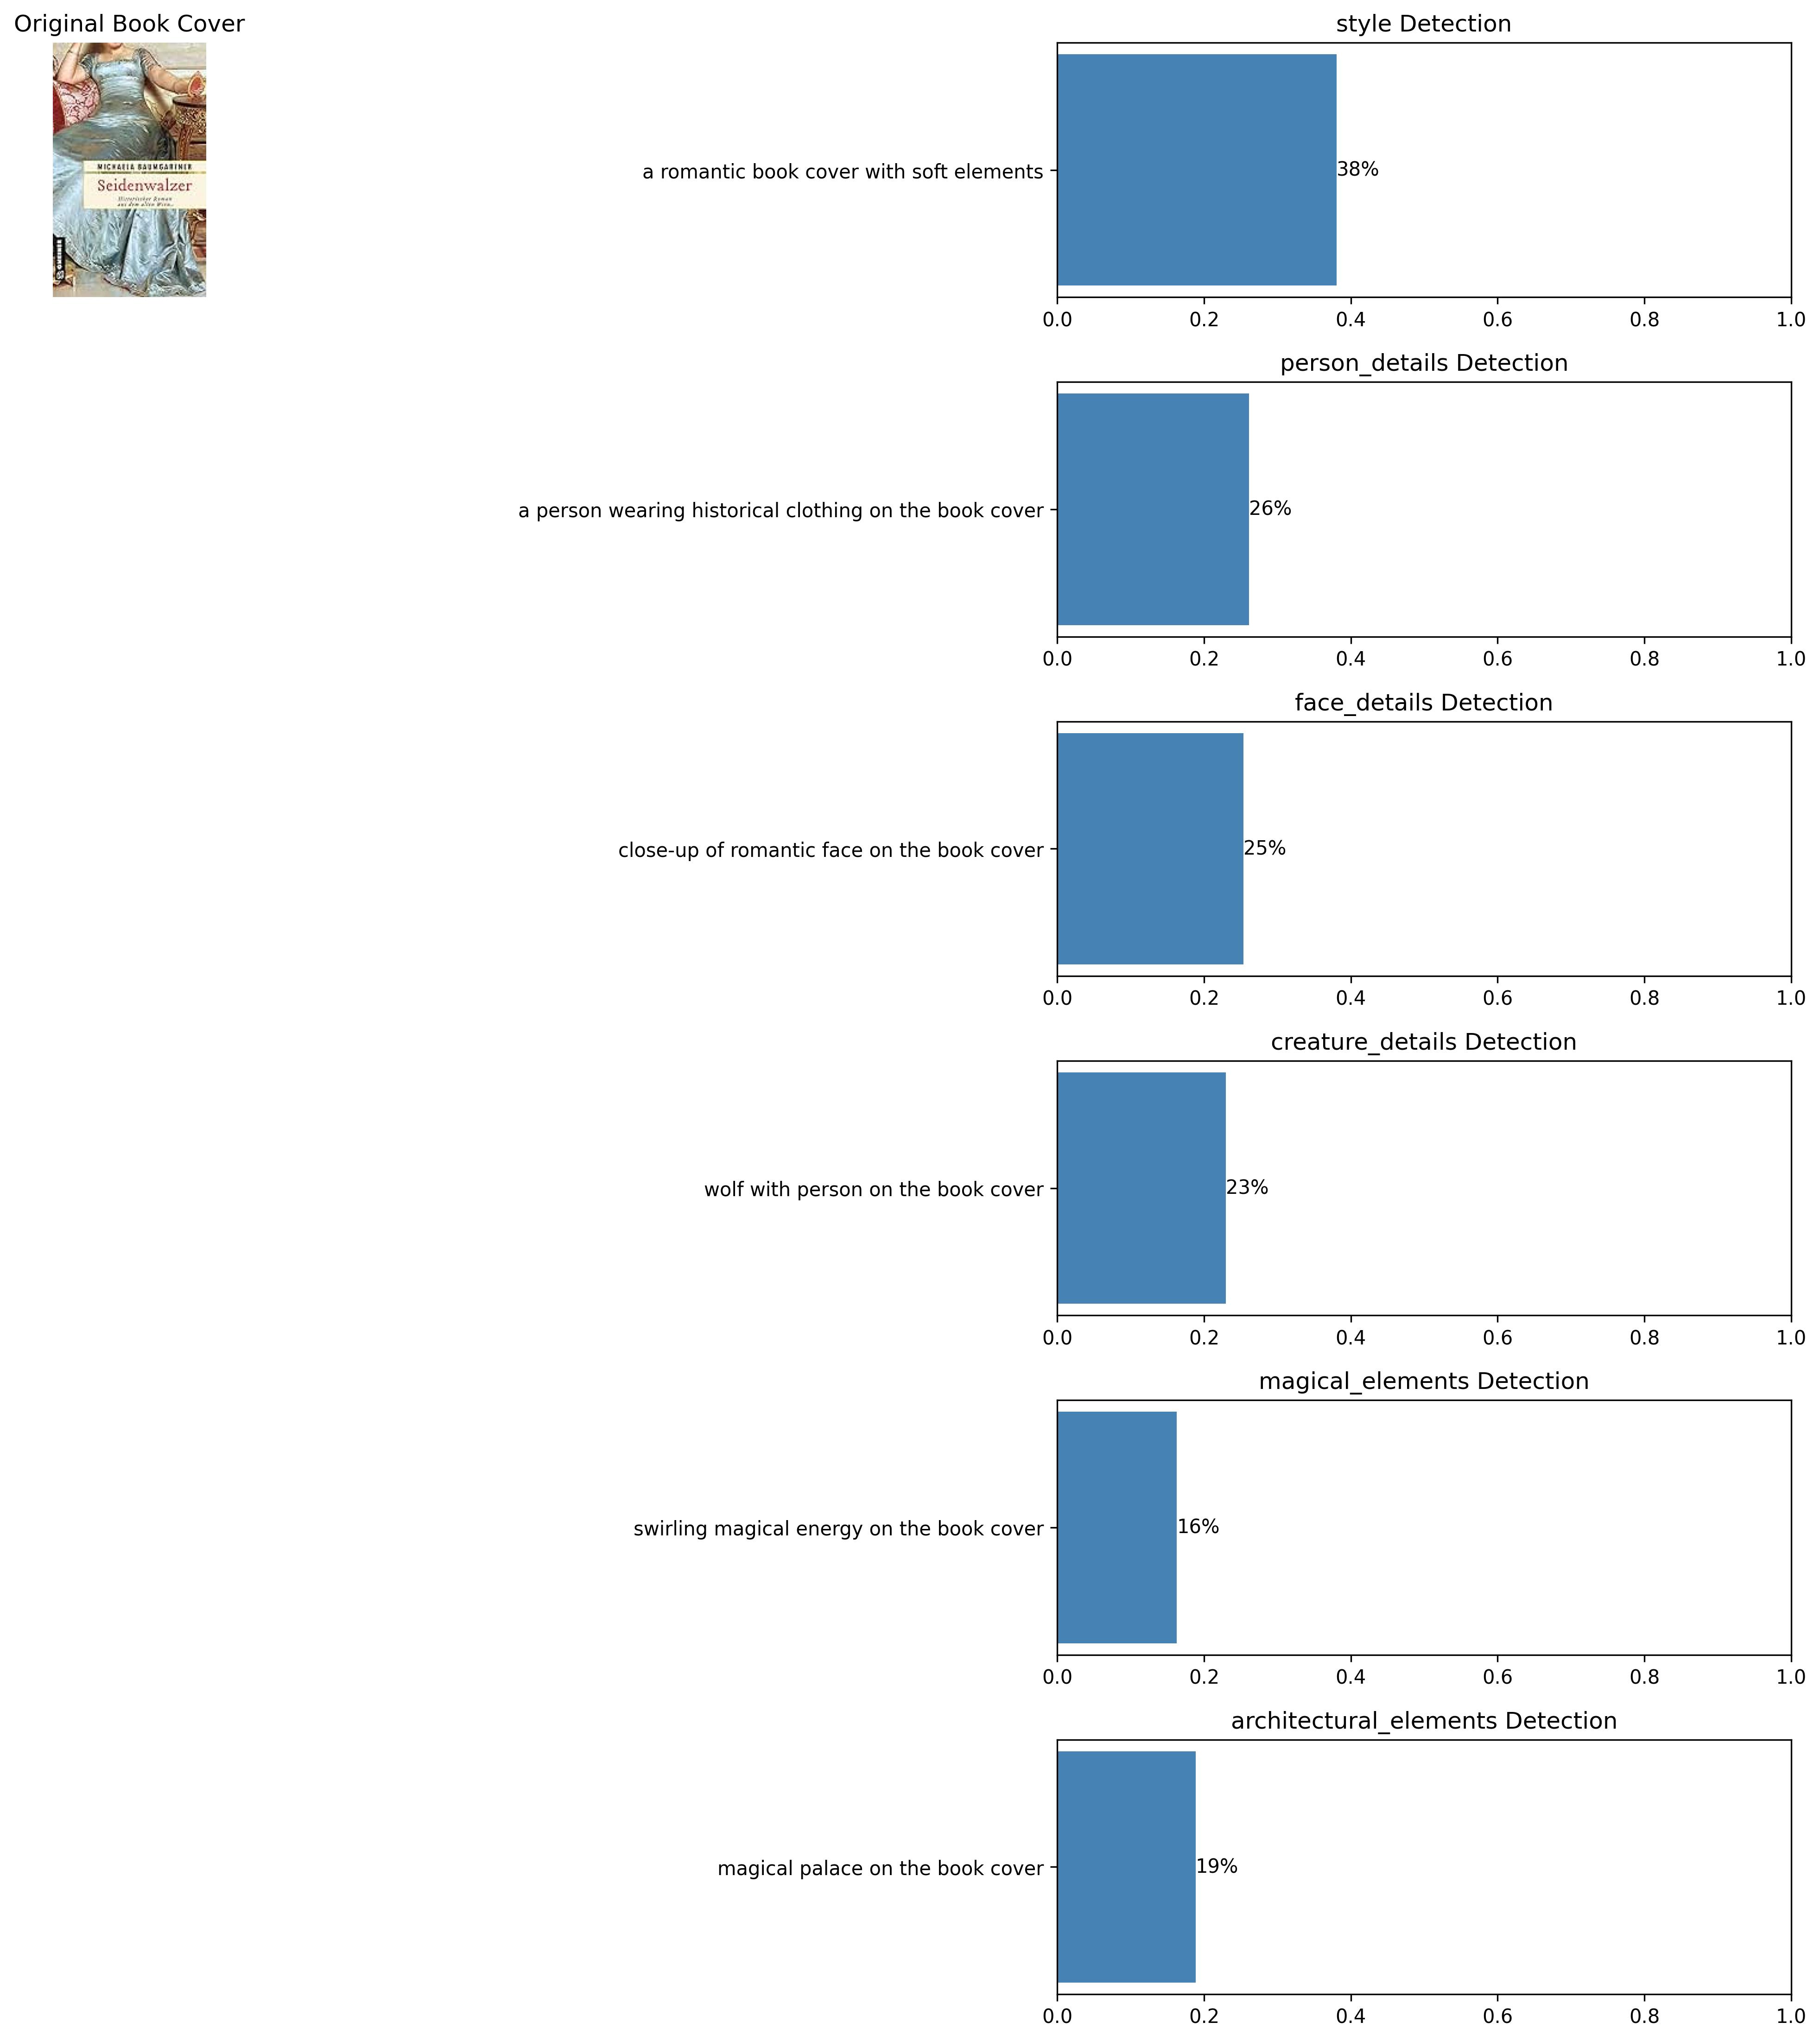 Original Book Cover
MICHAELA BAUMGARTNER
Seidenwalzer
Historischer Roman
aus dem alten Wien
GMEINER
style Detection
a romantic book cover with soft elements
38%
0.0 0.2 0.4 0.6 0.8 1.0
person_details Detection
a person wearing historical clothing on the book cover
26%
0.0 0.2 0.4 0.6 0.8 1.0
face_details Detection
close-up of romantic face on the book cover
25%
0.0 0.2 0.4 0.6 0.8 1.0
creature_details Detection
wolf with person on the book cover
23%
0.0 0.2 0.4 0.6 0.8 1.0
magical_elements Detection
swirling magical energy on the book cover
16%
0.0 0.2 0.4 0.6 0.8 1.0
architectural_elements Detection
magical palace on the book cover
19%
0.0 0.2 0.4 0.6 0.8 1.0